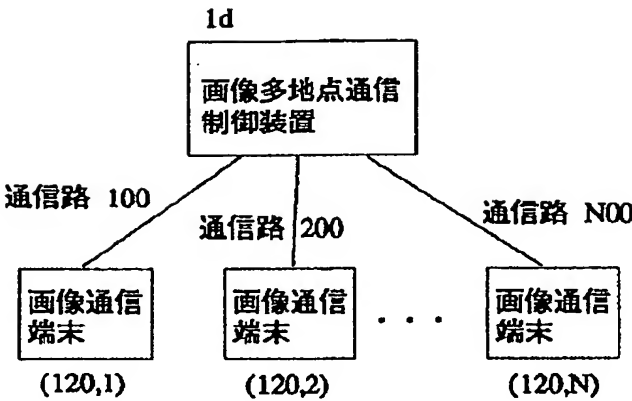 1d
画像多地点通信
制御装置
通信路 100
通信路 200
通信路 N00
画像通信
端末
画像通信
端末
・・・
画像通信
端末
(120,1)
(120,2)
(120,N)